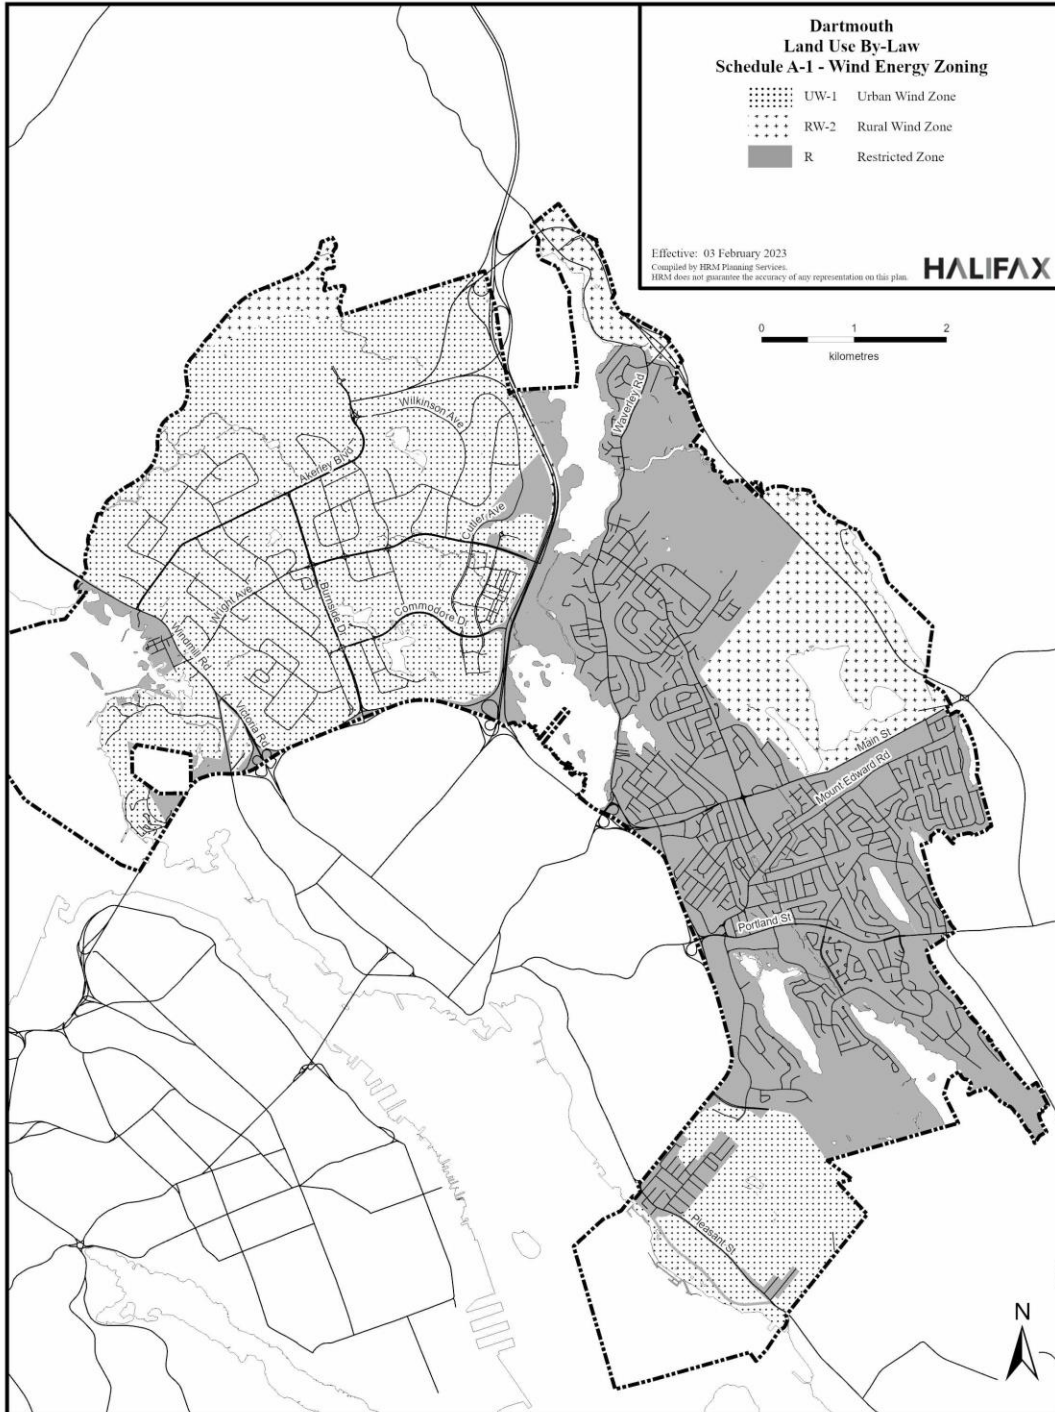 Dartmouth
Land Use By-Law
Schedule A-1 - Wind Energy Zoning
UW-1 Urban Wind Zone
RW-2 Rural Wind Zone
R Restricted Zone
Effective: 03 February 2023
Compiled by HRM Planning Services.
HRM does not guarantee the accuracy of any representation on this plan.
HALIFAX
0 1 2
kilometres
Waverley Rd
Wilkinson Ave
Akerley Blvd
Cutler Ave
Wright Ave
Burnside Dr
Commodore D
Windmill Rd
Victoria R
Main St
Mount Edward Rd
Portland St
Pleasant St
N